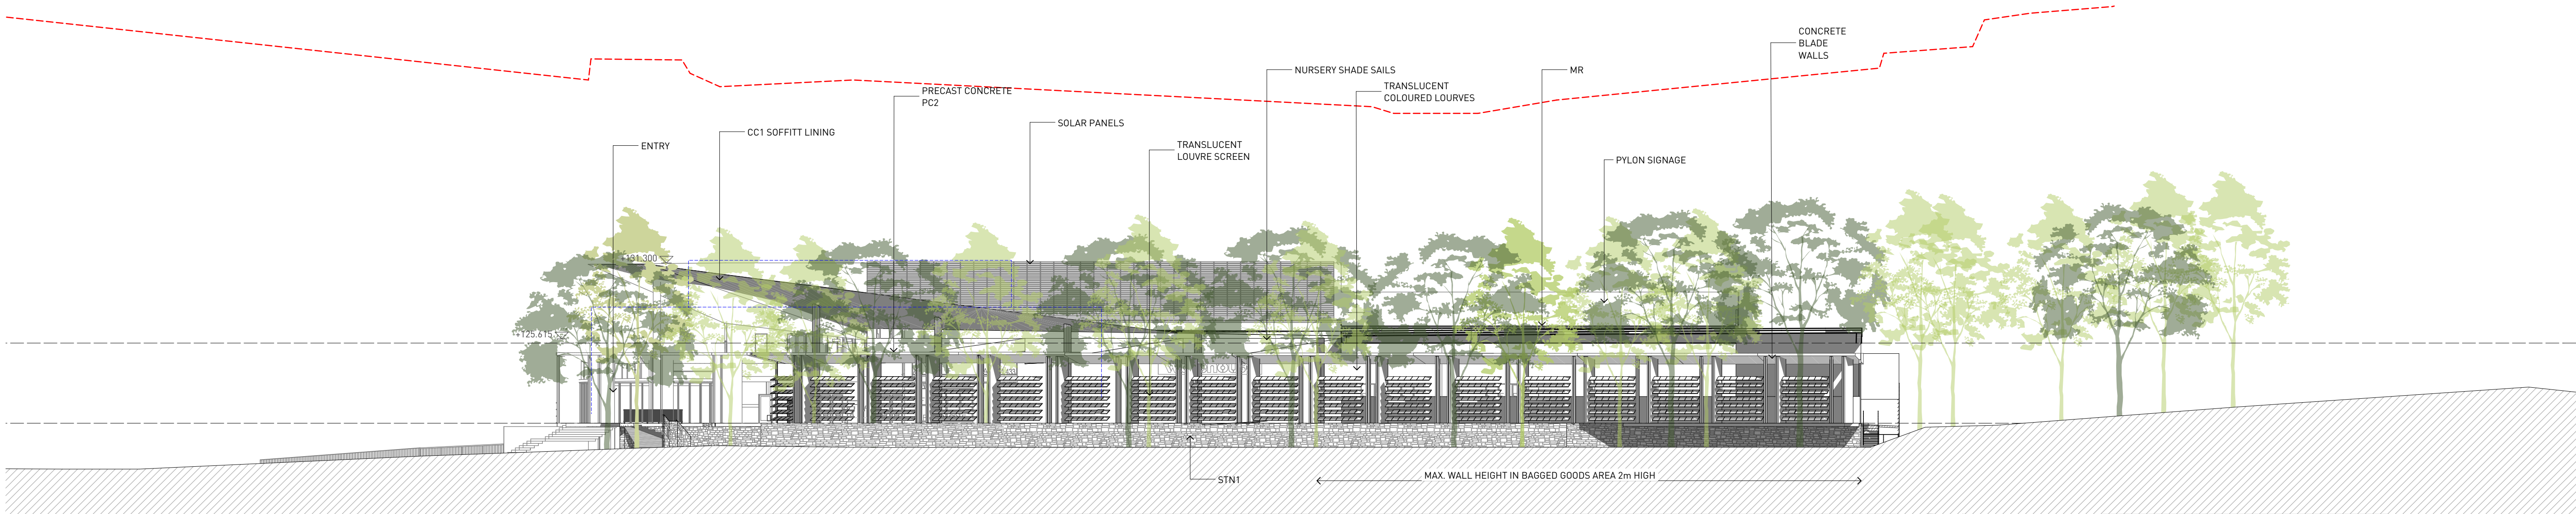 CONCRETE
BLADE
WALLS
NURSERY SHADE SAILS
MR
TRANSLUCENT
COLOURED LOURVES
PRECAST CONCRETE
PC2
SOLAR PANELS
CC1 SOFFITT LINING
ENTRY
TRANSLUCENT
LOUVRE SCREEN
PYLON SIGNAGE
+131.300
+125.615
STN1
MAX. WALL HEIGHT IN BAGGED GOODS AREA 2m HIGH